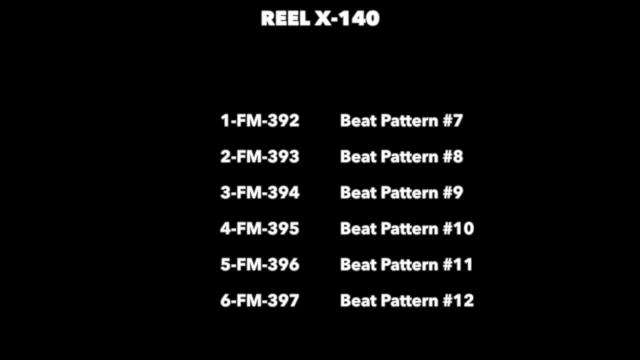 REEL X-140
1-FM-392 Beat Pattern #7
2-FM-393 Beat Pattern #8
3-FM-394 Beat Pattern #9
4-FM-395 Beat Pattern #10
5-FM-396 Beat Pattern #11
6-FM-397 Beat Pattern #12